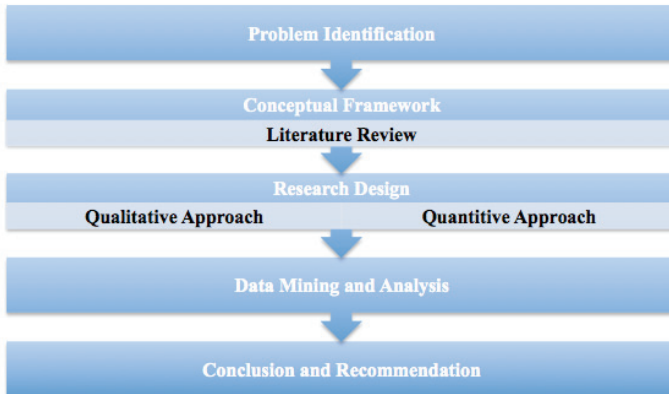 Problem Identification
Conceptual Framework
Literature Review
Research Design
Qualitative Approach
Quantitive Approach
Data Mining and Analysis
Conclusion and Recommendation